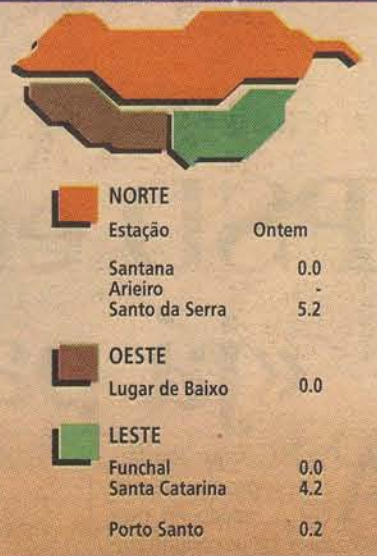 NORTE
Estação Ontem
Santana 0.0
Arieiro -
Santo da Serra 5.2
OESTE
Lugar de Baixo 0.0
LESTE
Funchal 0.0
Santa Catarina 4.2
Porto Santo 0.2